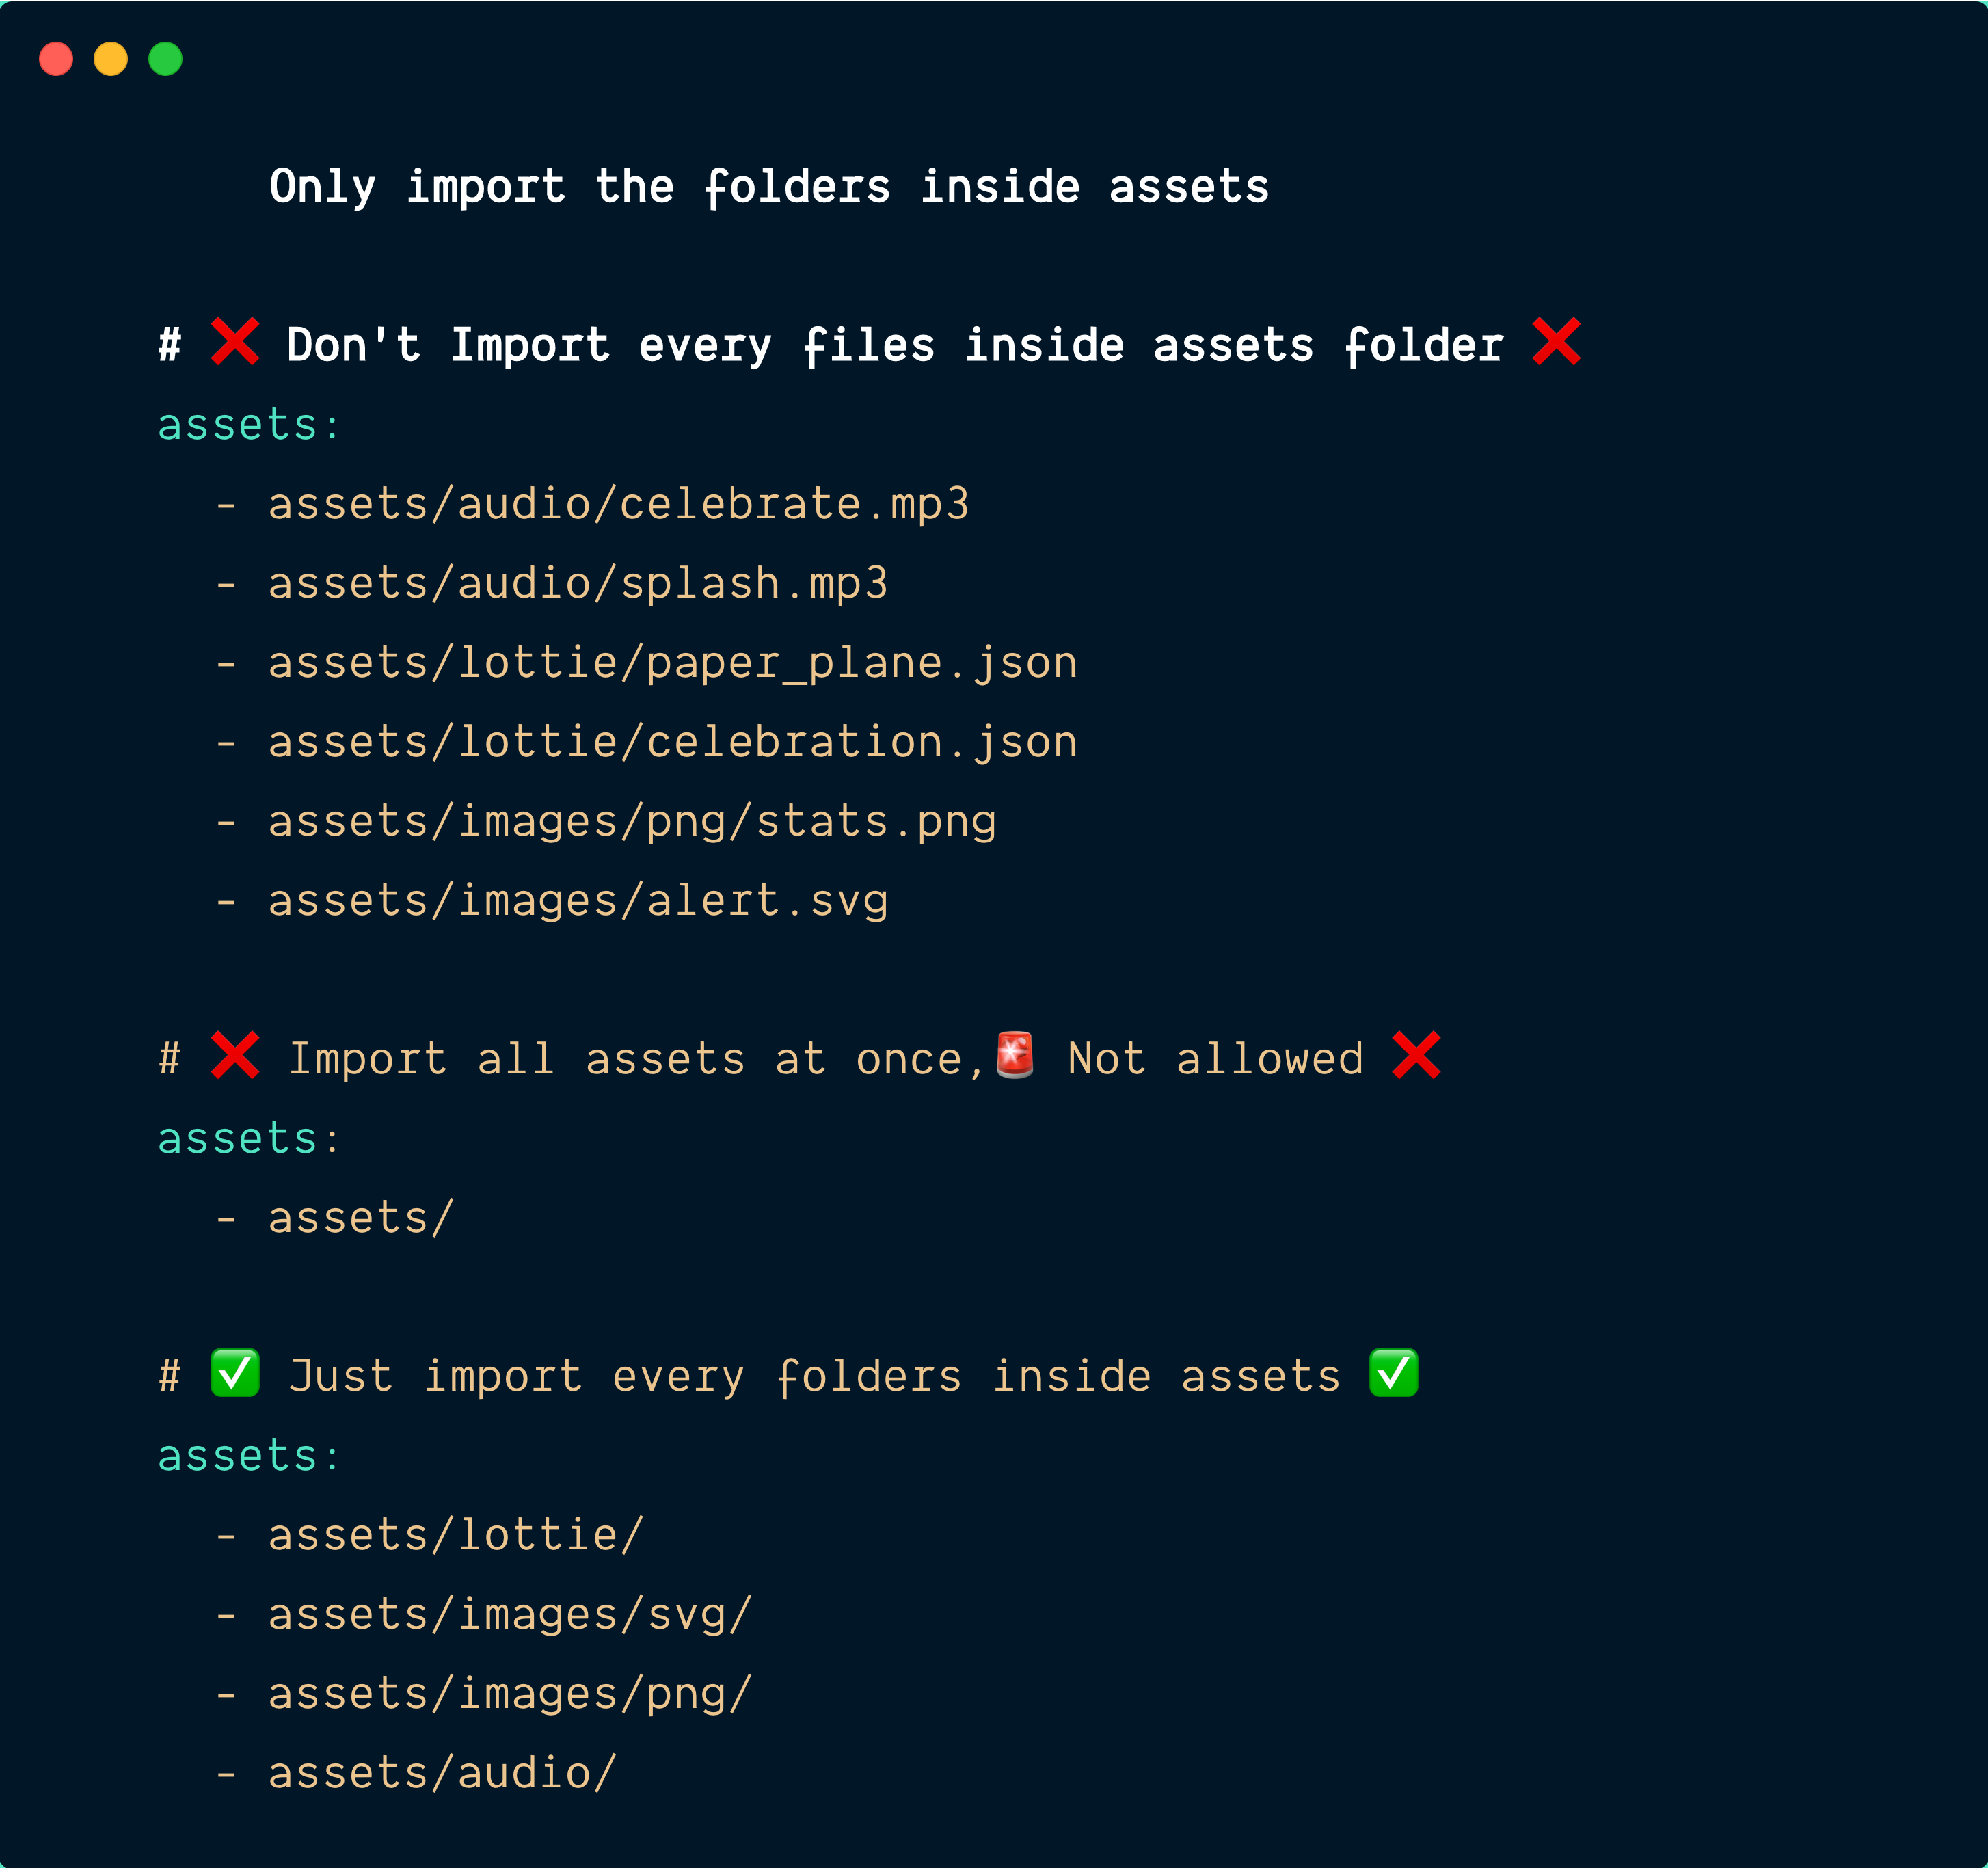 Only import the folders inside assets
# ❌ Don't Import every files inside assets folder ❌
assets:
- assets/audio/celebrate.mp3
- assets/audio/splash.mp3
- assets/lottie/paper_plane.json
- assets/lottie/celebration.json
- assets/images/png/stats.png
- assets/images/alert.svg
# ❌ Import all assets at once,🚨 Not allowed ❌
assets:
- assets/
# ✅ Just import every folders inside assets ✅
assets:
- assets/lottie/
- assets/images/svg/
- assets/images/png/
- assets/audio/